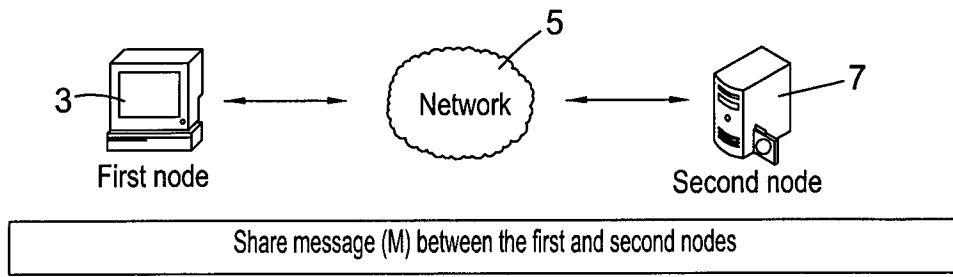 5
3
Network
7
First node
Second node
Share message (M) between the first and second nodes